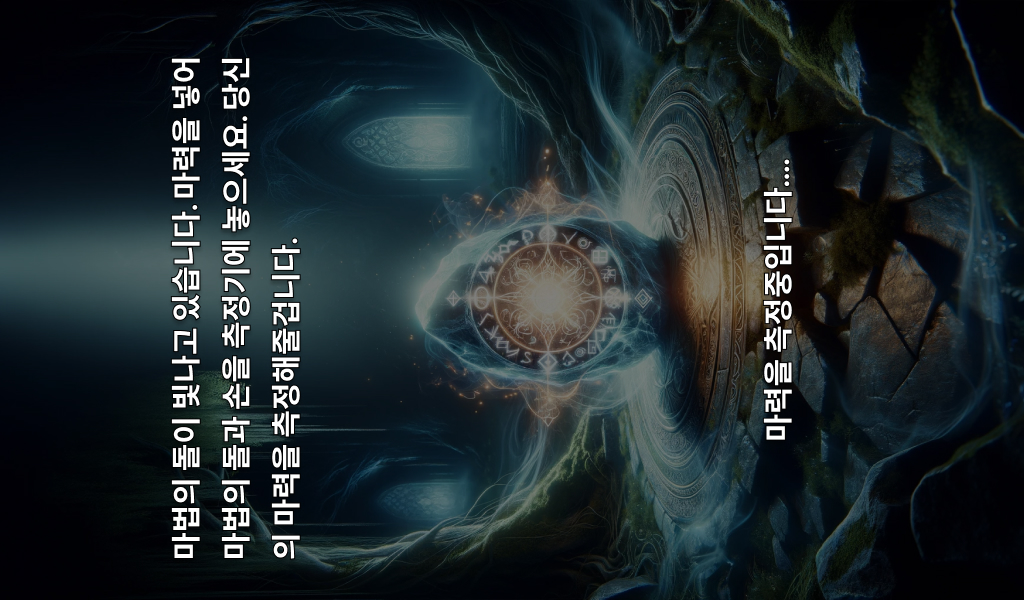 마법의 돌이 빛나고 있습니다. 마력을 넣어
마법의 돌과 손을 측정기에 놓으세요. 당신
의 마력을 측정해줄겁니다.
마력을 측정중입니다....